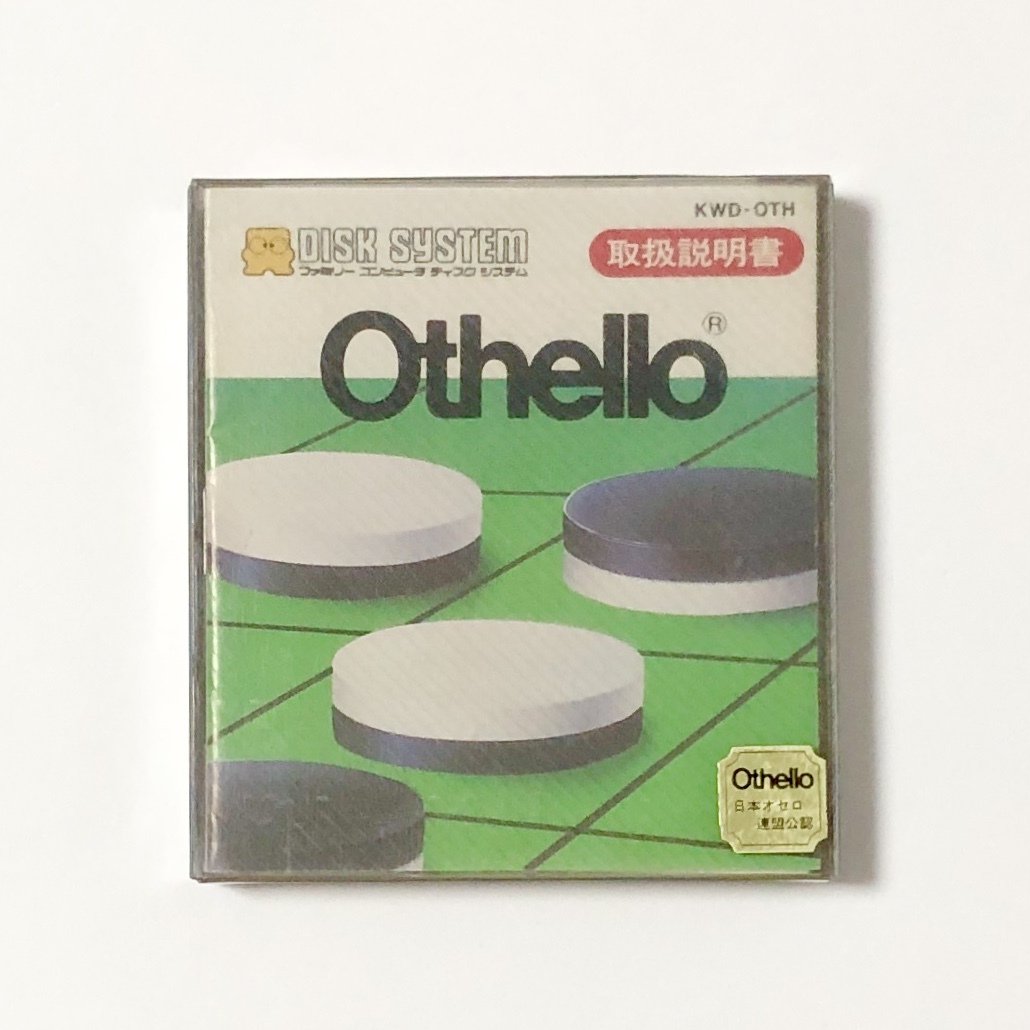 KWD-OTH
DISK SYSTEM
ファミリー コンピュータ ディスク システム
取扱説明書
Othello®
Othello
日本オセロ
連盟公認